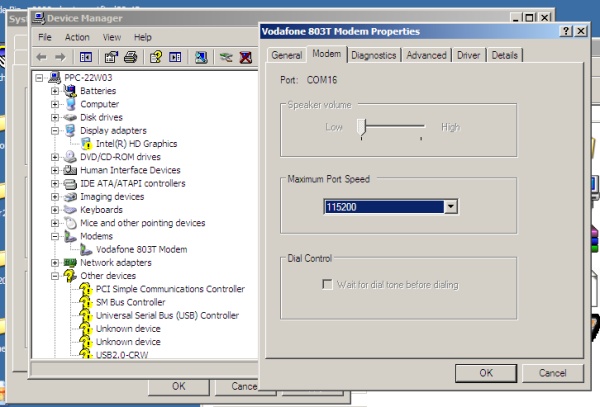 Device Manager
File Action View Help
PPC-22W03
Batteries
Computer
Disk drives
Display adapters
Intel(R) HD Graphics
DVD/CD-ROM drives
Human Interface Devices
IDE ATA/ATAPI controllers
Imaging devices
Keyboards
Mice and other pointing devices
Modems
Vodafone 803T Modem
Network adapters
Other devices
PCI Simple Communications Controller
SM Bus Controller
Universal Serial Bus (USB) Controller
Unknown device
Unknown device
USB2.0-CRW
OK
Vodafone 803T Modem Properties
General Modem Diagnostics Advanced Driver Details
Port: COM16
Speaker volume
Low High
Maximum Port Speed
115200
Dial Control
Wait for dial tone before dialing
OK Cancel